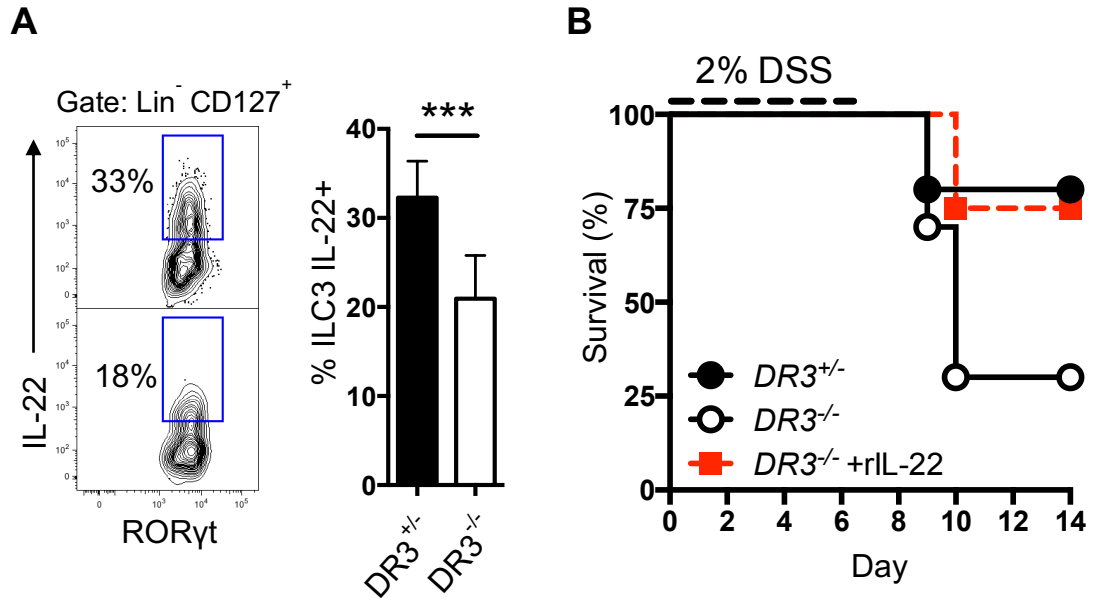 A
Gate: Lin⁻ CD127⁺
10⁵
10⁴
33%
10³
10²
0
10⁵
10⁴
18%
10³
10²
0
0 10³ 10⁴ 10⁵
IL-22
RORγt
***
40
30
20
10
0
% ILC3 IL-22+
DR3⁺/⁻
DR3⁻/⁻
B
2% DSS
100
75
50
25
0
Survival (%)
DR3⁺/⁻
DR3⁻/⁻
DR3⁻/⁻ +rIL-22
0 2 4 6 8 10 12 14
Day